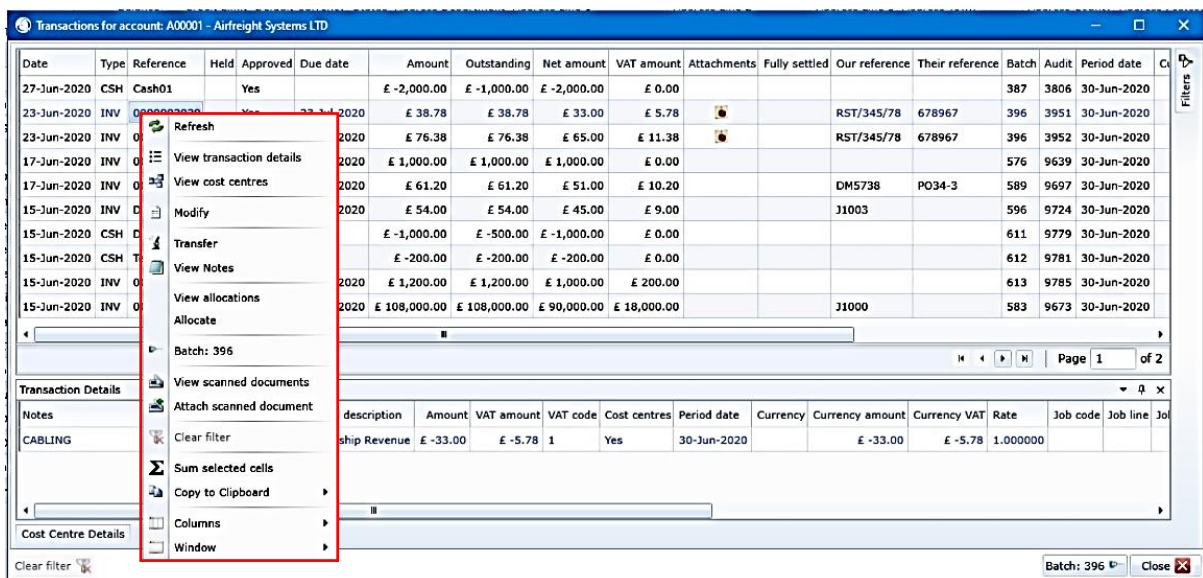 Transactions for account: A00001 - Airfreight Systems LTD
Date Type Reference Held Approved Due date Amount Outstanding Net amount VAT amount Attachments Fully settled Our reference Their reference Batch Audit Period date
27-Jun-2020 CSH Cash01 Yes £ -2,000.00 £ -1,000.00 £ -2,000.00 £ 0.00 387 3806 30-Jun-2020
23-Jun-2020 INV £ 38.78 £ 38.78 £ 33.00 £ 5.78 RST/345/78 678967 396 3951 30-Jun-2020
23-Jun-2020 INV 2020 £ 76.38 £ 76.38 £ 65.00 £ 11.38 RST/345/78 678967 396 3952 30-Jun-2020
17-Jun-2020 INV 2020 £ 1,000.00 £ 1,000.00 £ 1,000.00 £ 0.00 576 9639 30-Jun-2020
17-Jun-2020 INV 2020 £ 61.20 £ 61.20 £ 51.00 £ 10.20 DM5738 PO34-3 589 9697 30-Jun-2020
15-Jun-2020 INV D 2020 £ 54.00 £ 54.00 £ 45.00 £ 9.00 J1003 596 9724 30-Jun-2020
15-Jun-2020 CSH D £ -1,000.00 £ -500.00 £ -1,000.00 £ 0.00 611 9779 30-Jun-2020
15-Jun-2020 CSH £ -200.00 £ -200.00 £ -200.00 £ 0.00 612 9781 30-Jun-2020
15-Jun-2020 INV 2020 £ 1,200.00 £ 1,200.00 £ 1,000.00 £ 200.00 613 9785 30-Jun-2020
15-Jun-2020 INV 2020 £ 108,000.00 £ 108,000.00 £ 90,000.00 £ 18,000.00 J1000 583 9673 30-Jun-2020
Filters
Refresh
View transaction details
View cost centres
Modify
Transfer
View Notes
View allocations
Allocate
Batch: 396
View scanned documents
Attach scanned document
Clear filter
Sum selected cells
Copy to Clipboard
Columns
Window
Page 1 of 2
Transaction Details
Notes description Amount VAT amount VAT code Cost centres Period date Currency Currency amount Currency VAT Rate Job code Job line
CABLING ship Revenue £ -33.00 £ -5.78 1 Yes 30-Jun-2020 £ -33.00 £ -5.78 1.000000
Cost Centre Details
Clear filter Batch: 396 Close